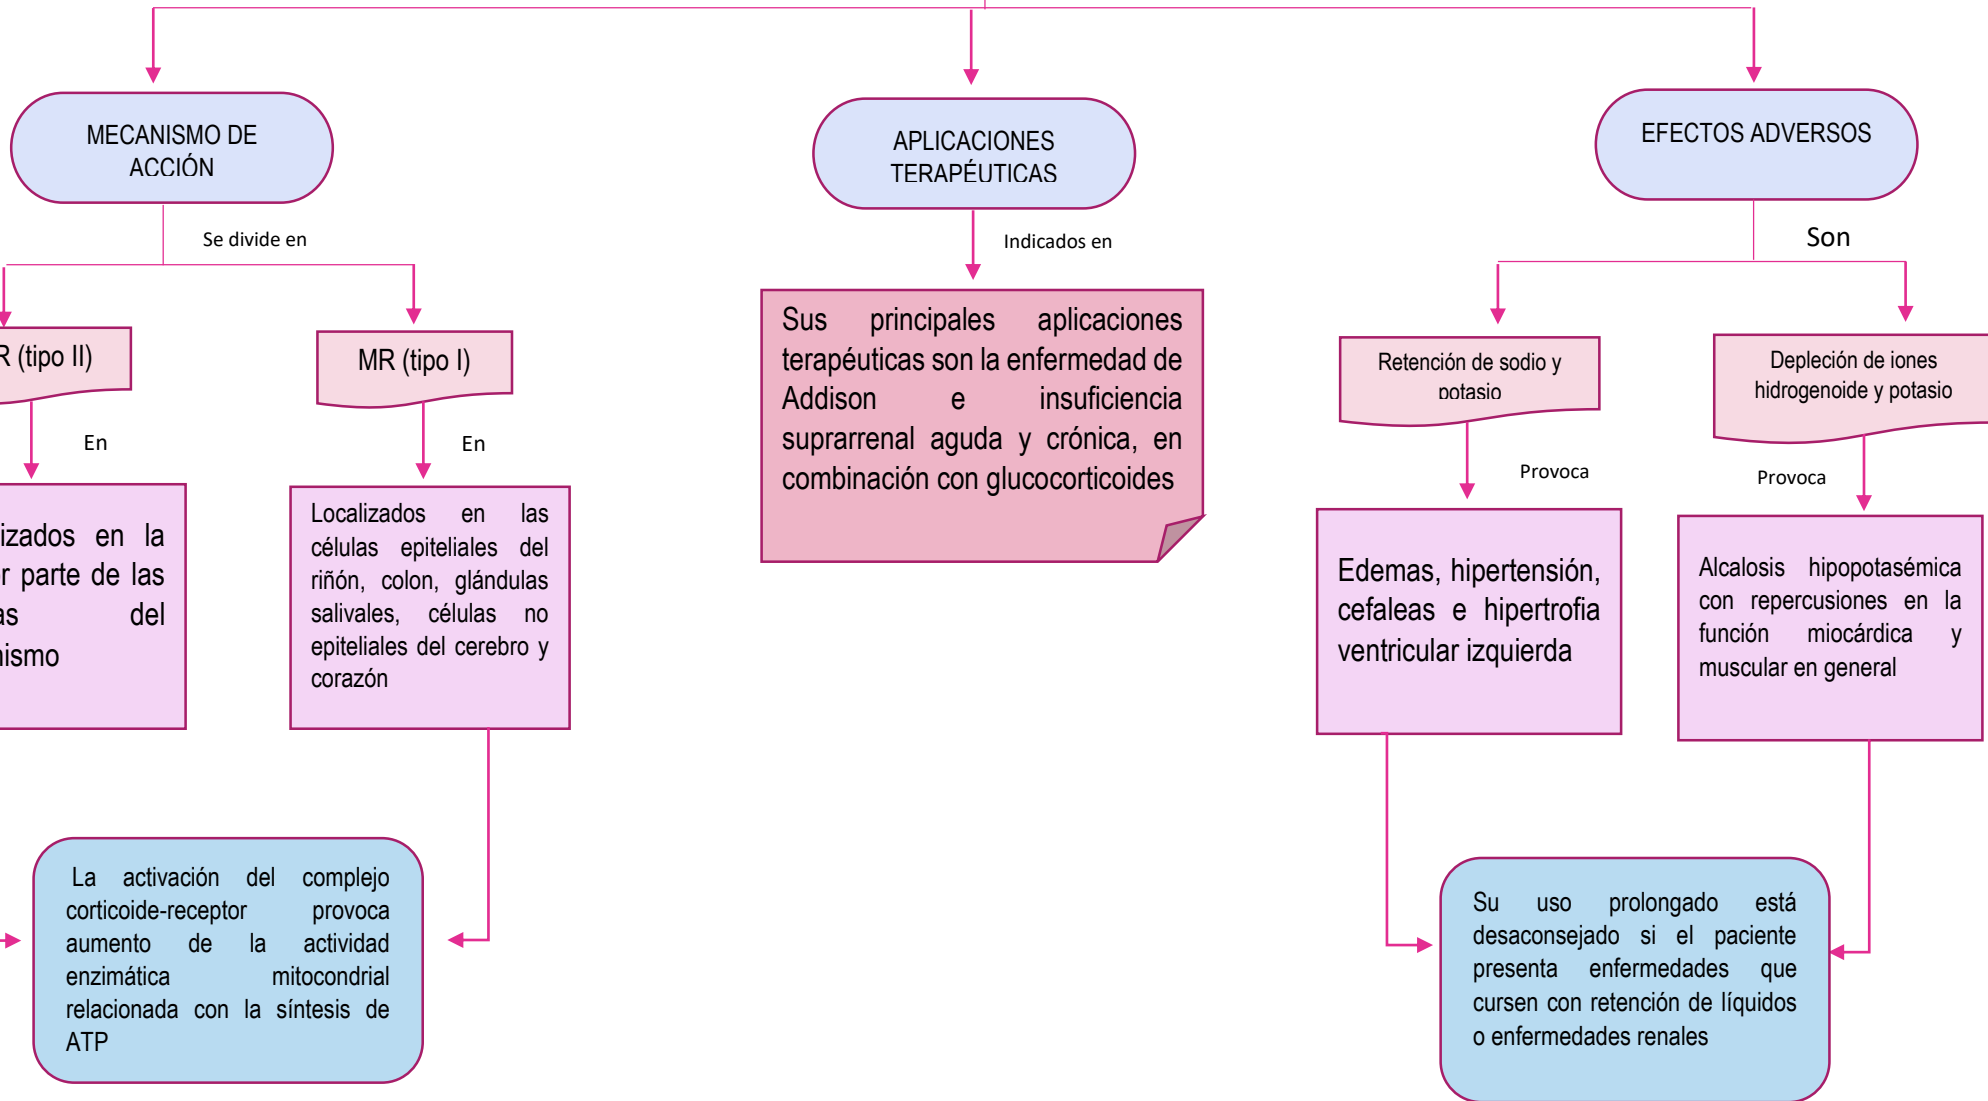 MECANISMO DE
ACCIÓN
Se divide en
R (tipo II)
En
izados en la
r parte de las
as del
nismo
MR (tipo I)
En
Localizados en las
células epiteliales del
riñón, colon, glándulas
salivales, células no
epiteliales del cerebro y
corazón
La activación del complejo
corticoide-receptor provoca
aumento de la actividad
enzimática mitocondrial
relacionada con la síntesis de
ATP
APLICACIONES
TERAPÉUTICAS
Indicados en
Sus principales aplicaciones
terapéuticas son la enfermedad de
Addison e insuficiencia
suprarrenal aguda y crónica, en
combinación con glucocorticoides
EFECTOS ADVERSOS
Son
Retención de sodio y
potasio
Provoca
Edemas, hipertensión,
cefaleas e hipertrofia
ventricular izquierda
Depleción de iones
hidrogenoide y potasio
Provoca
Alcalosis hipopotasémica
con repercusiones en la
función miocárdica y
muscular en general
Su uso prolongado está
desaconsejado si el paciente
presenta enfermedades que
cursen con retención de líquidos
o enfermedades renales